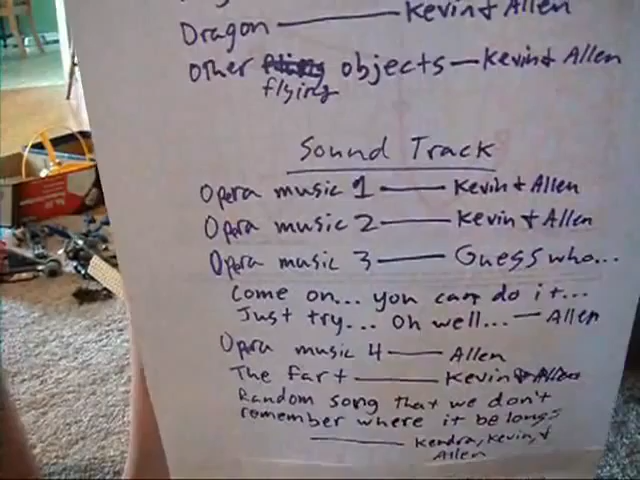 Dragon — Kevin & Allen
Other objects — Kevin & Allen
flying
Sound Track
Opera music 1 — Kevin & Allen
Opera music 2 — Kevin & Allen
Opera music 3 — Guess who...
Come on... you can do it...
Just try... Oh well... — Allen
Opera music 4 — Allen
The fart — Kevin & Allen
Random song that we don't
remember where it belongs
— Kendra, Kevin, &
Allen